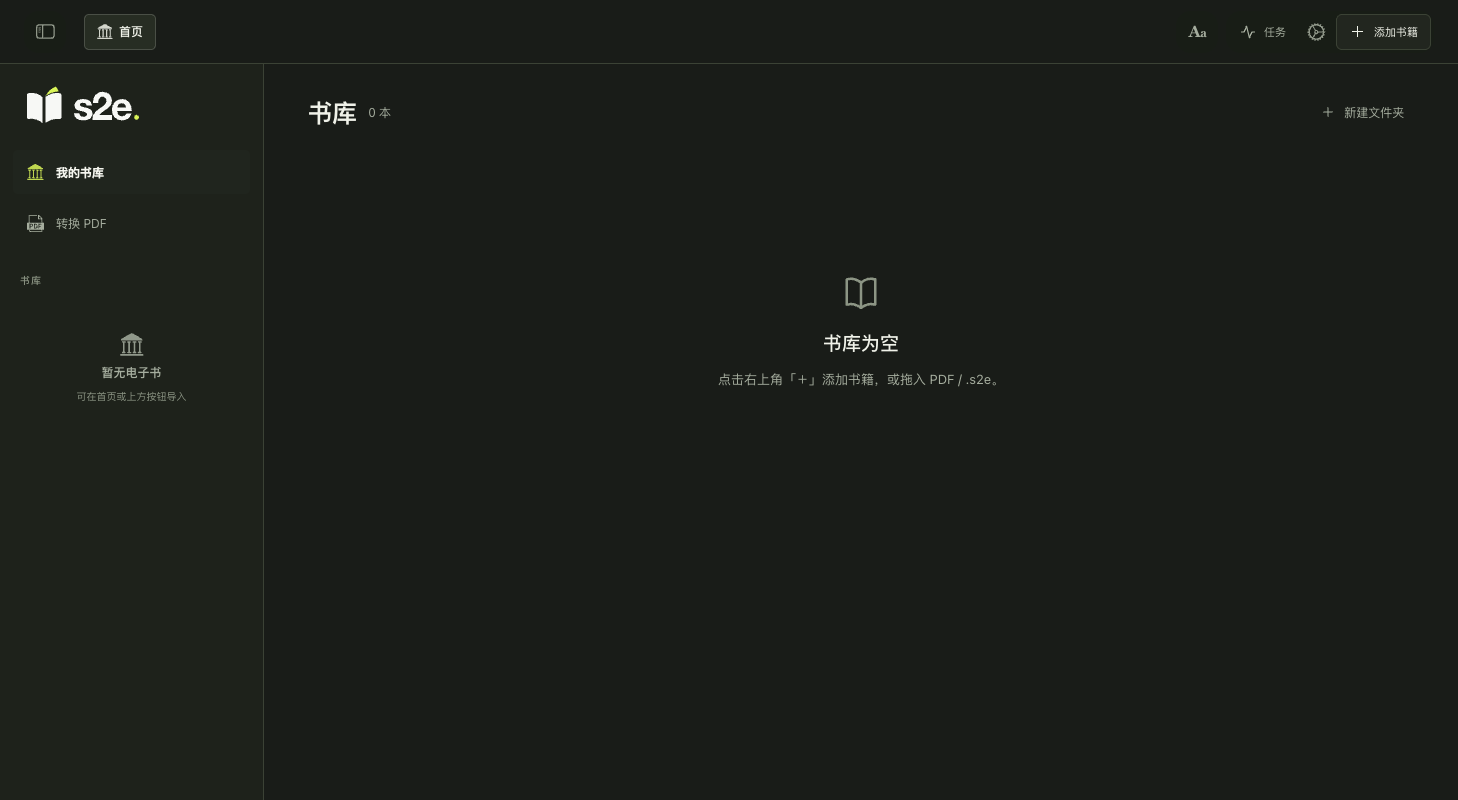 首页
Aa
任务
添加书籍
s2e.
我的书库
PDF
转换 PDF
书库
暂无电子书
可在首页或上方按钮导入
书库 0 本
新建文件夹
书库为空
点击右上角「+」添加书籍，或拖入 PDF / .s2e。